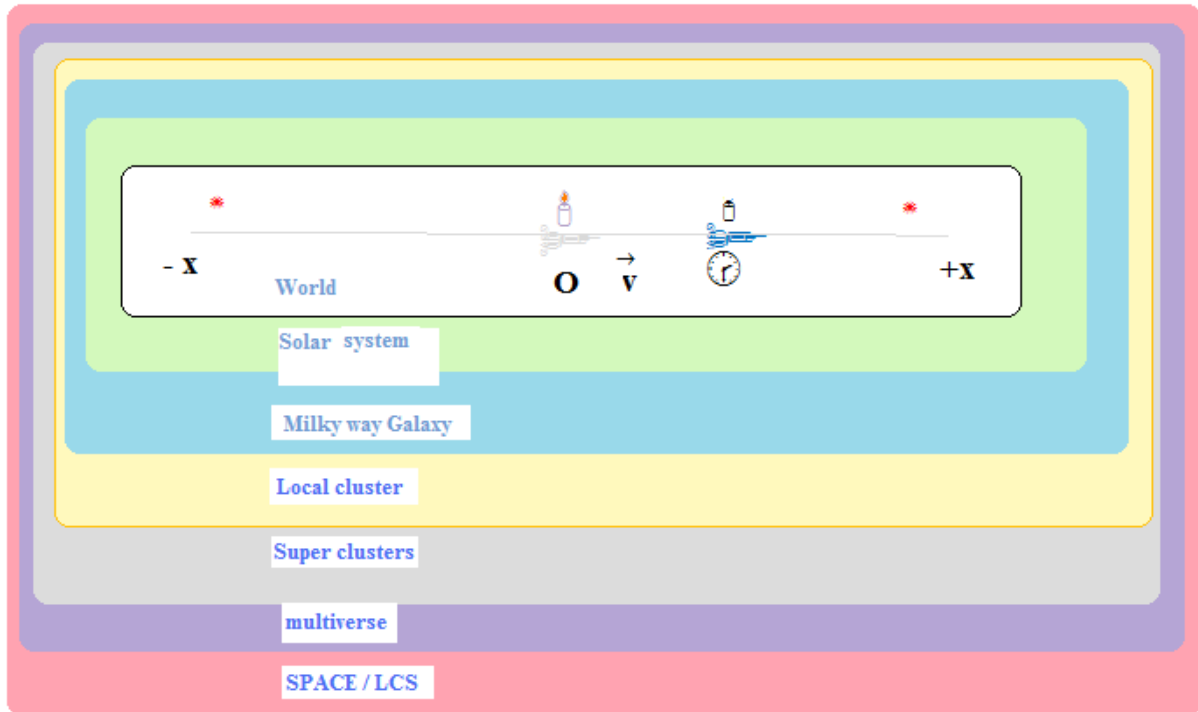 - x
O
v
+x
World
Solar system
Milky way Galaxy
Local cluster
Super clusters
multiverse
SPACE / LCS